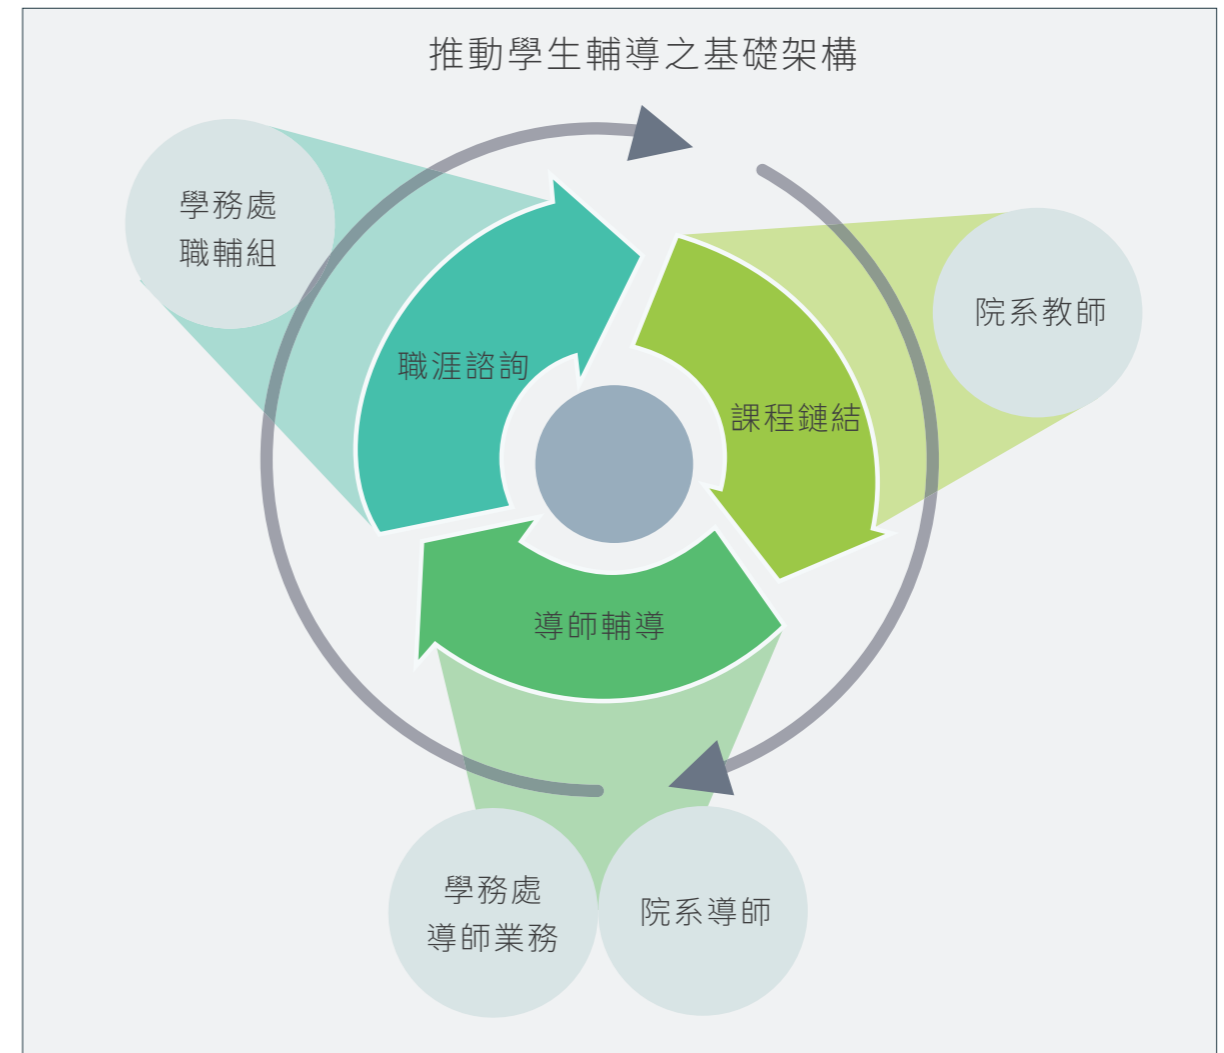 推動學生輔導之基礎架構
學務處
職輔組
院系教師
職涯諮詢
課程鏈結
導師輔導
學務處
導師業務
院系導師